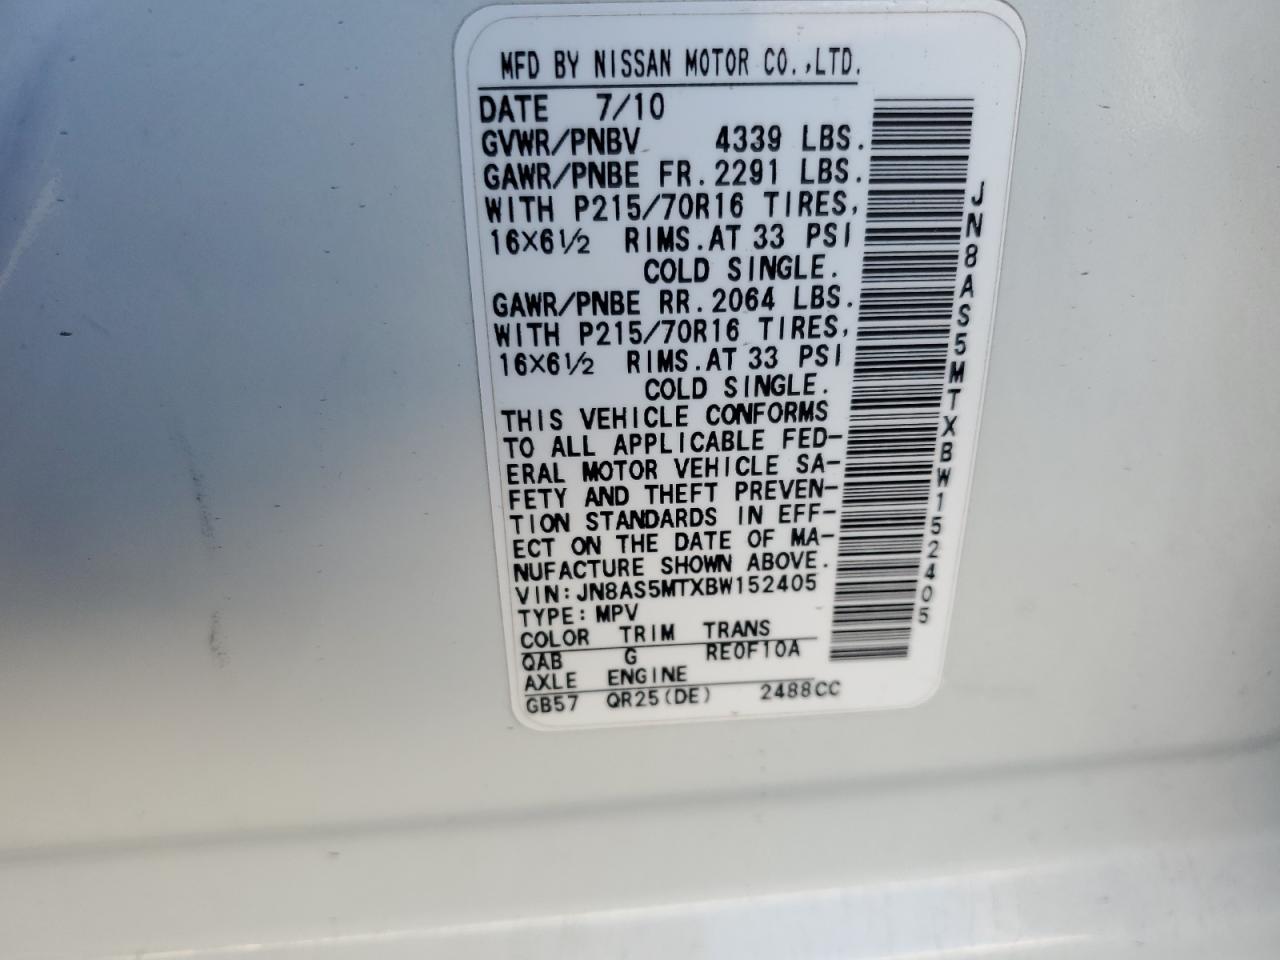 MFD BY NISSAN MOTOR CO.,LTD.
DATE 7/10
GVWR/PNBV 4339 LBS.
GAWR/PNBE FR. 2291 LBS.
WITH P215/70R16 TIRES,
16X6½ RIMS. AT 33 PSI
COLD SINGLE.
GAWR/PNBE RR. 2064 LBS.
WITH P215/70R16 TIRES,
16X6½ RIMS. AT 33 PSI
COLD SINGLE.
THIS VEHICLE CONFORMS
TO ALL APPLICABLE FED-
ERAL MOTOR VEHICLE SA-
FETY AND THEFT PREVEN-
TION STANDARDS IN EFF-
ECT ON THE DATE OF MA-
NUFACTURE SHOWN ABOVE.
VIN: JN8AS5MTXBW152405
TYPE: MPV
COLOR TRIM TRANS
QAB G RE0F10A
AXLE ENGINE
GB57 QR25(DE) 2488CC
JN8AS5MTXBW152405